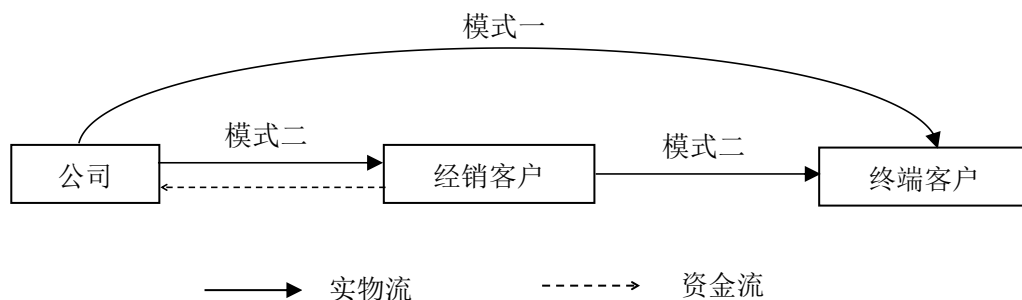 模式一
模式二
模式二
公司
经销客户
终端客户
实物流
资金流